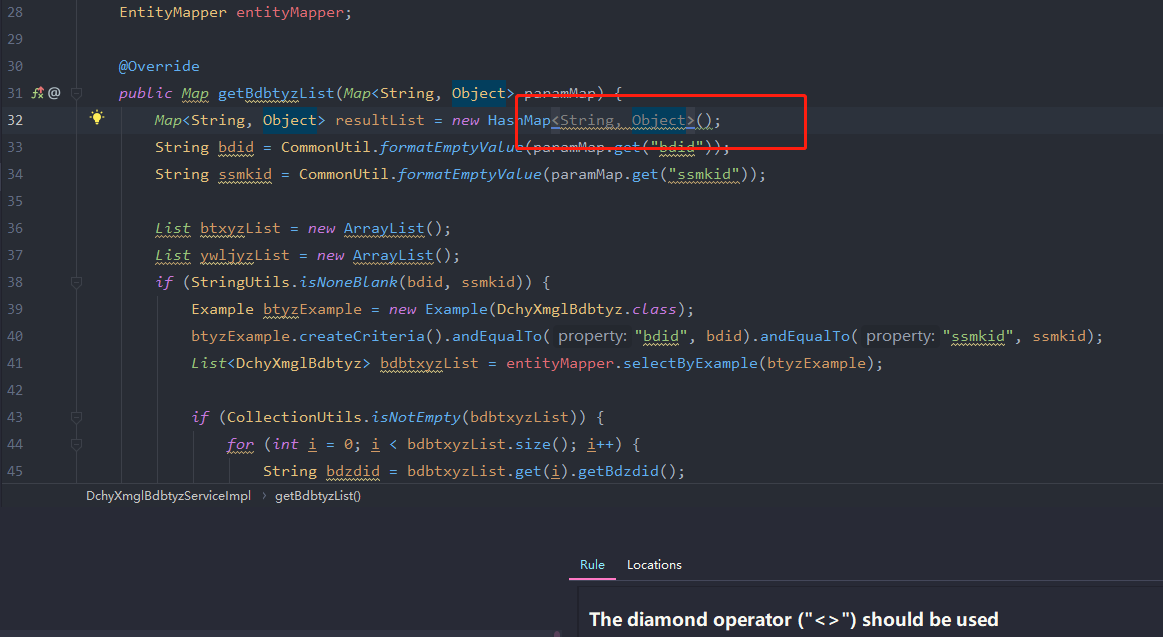 28 EntityMapper entityMapper;
29
30 @Override
31 @ public Map getBdbtyzList(Map<String, Object> paramMap) {
32 Map<String, Object> resultList = new HashMap<String, Object>();
33 String bdid = CommonUtil.formatEmptyValue(paramMap.get("bdid"));
34 String ssmkid = CommonUtil.formatEmptyValue(paramMap.get("ssmkid"));
35
36 List btxyzList = new ArrayList();
37 List ywljyzList = new ArrayList();
38 if (StringUtils.isNoneBlank(bdid, ssmkid)) {
39 Example btyzExample = new Example(DchyXmglBdbtyz.class);
40 btyzExample.createCriteria().andEqualTo( property: "bdid", bdid).andEqualTo( property: "ssmkid", ssmkid);
41 List<DchyXmglBdbtyz> bdbtxyzList = entityMapper.selectByExample(btyzExample);
42
43 if (CollectionUtils.isNotEmpty(bdbtxyzList)) {
44 for (int i = 0; i < bdbtxyzList.size(); i++) {
45 String bdzdid = bdbtxyzList.get(i).getBdzdid();
DchyXmglBdbtyzServiceImpl › getBdbtyzList()
Rule Locations
The diamond operator ("<>") should be used